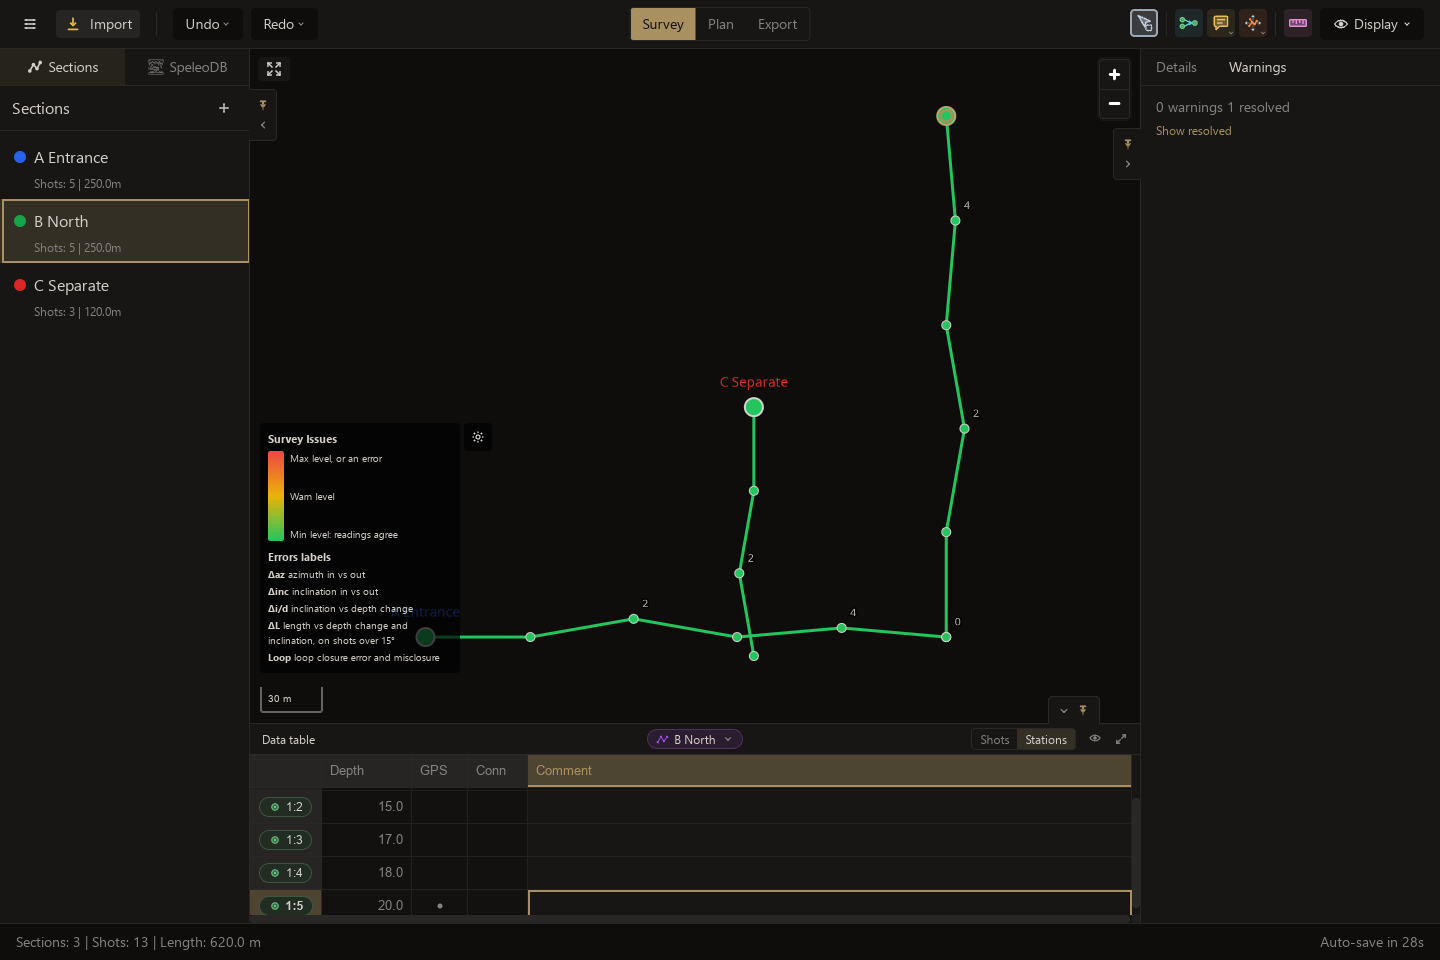 Import
Undo
Redo
Survey
Plan
Export
Display
Sections
SpeleoDB
Sections
A Entrance
Shots: 5 | 250.0m
B North
Shots: 5 | 250.0m
C Separate
Shots: 3 | 120.0m
Details
Warnings
0 warnings 1 resolved
Show resolved
4
2
C Separate
2
2
4
0
Survey Issues
Max level, or an error
Warn level
Min level: readings agree
Errors labels
Δaz azimuth in vs out
Δinc inclination in vs out
Δi/d inclination vs depth change
ΔL length vs depth change and
inclination, on shots over 15°
Loop loop closure error and misclosure
30 m
Data table
B North
Shots
Stations
Depth
GPS
Conn
Comment
1:2
15.0
1:3
17.0
1:4
18.0
1:5
20.0
Sections: 3 | Shots: 13 | Length: 620.0 m
Auto-save in 28s